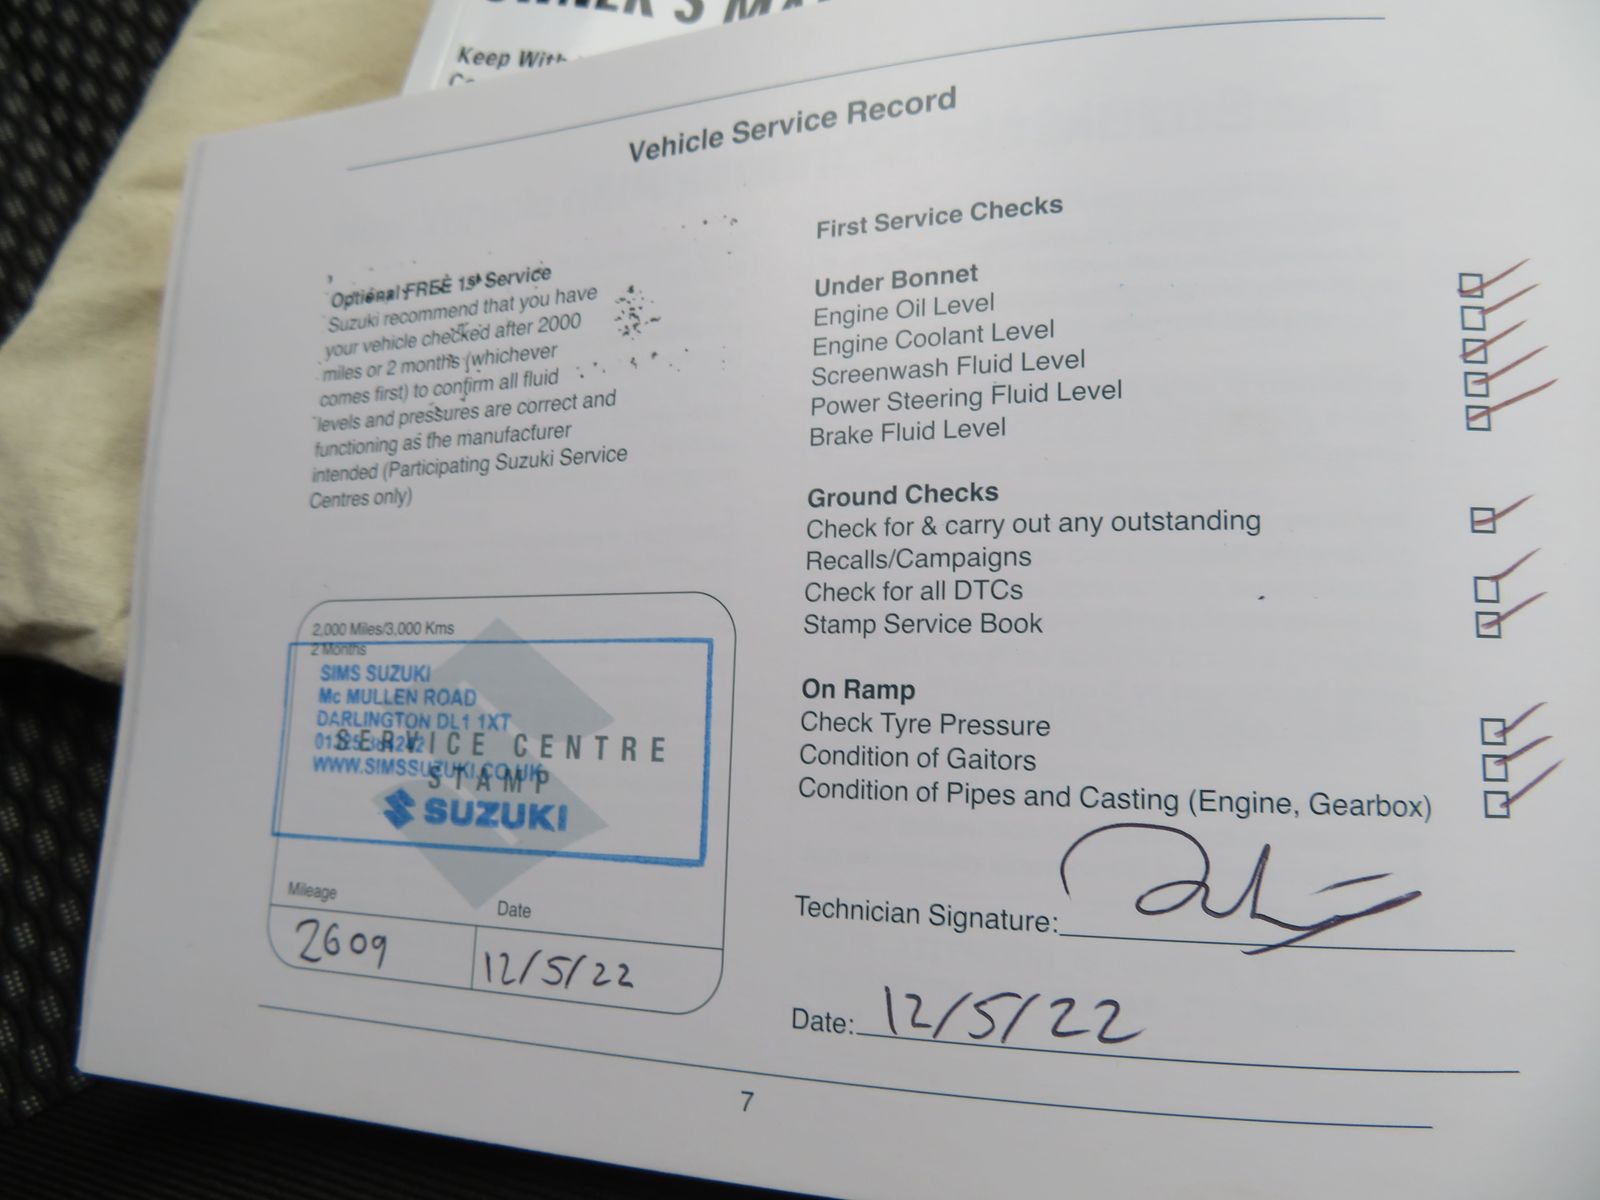 Keep With
Vehicle Service Record
Optional FREE 1st Service
Suzuki recommend that you have
your vehicle checked after 2000
miles or 2 months (whichever
comes first) to confirm all fluid
levels and pressures are correct and
functioning as the manufacturer
intended (Participating Suzuki Service
Centres only)
2,000 Miles/3,000 Kms
2 Months
SIMS SUZUKI
Mc MULLEN ROAD
DARLINGTON DL1 1XT
SERVICE CENTRE
WWW.SIMSSUZUKI.CO.UK
STAMP
SUZUKI
Mileage
Date
2609
12/5/22
First Service Checks
Under Bonnet
Engine Oil Level
Engine Coolant Level
Screenwash Fluid Level
Power Steering Fluid Level
Brake Fluid Level
Ground Checks
Check for & carry out any outstanding
Recalls/Campaigns
Check for all DTCs
Stamp Service Book
On Ramp
Check Tyre Pressure
Condition of Gaitors
Condition of Pipes and Casting (Engine, Gearbox)
Technician Signature:
Date: 12/5/22
7